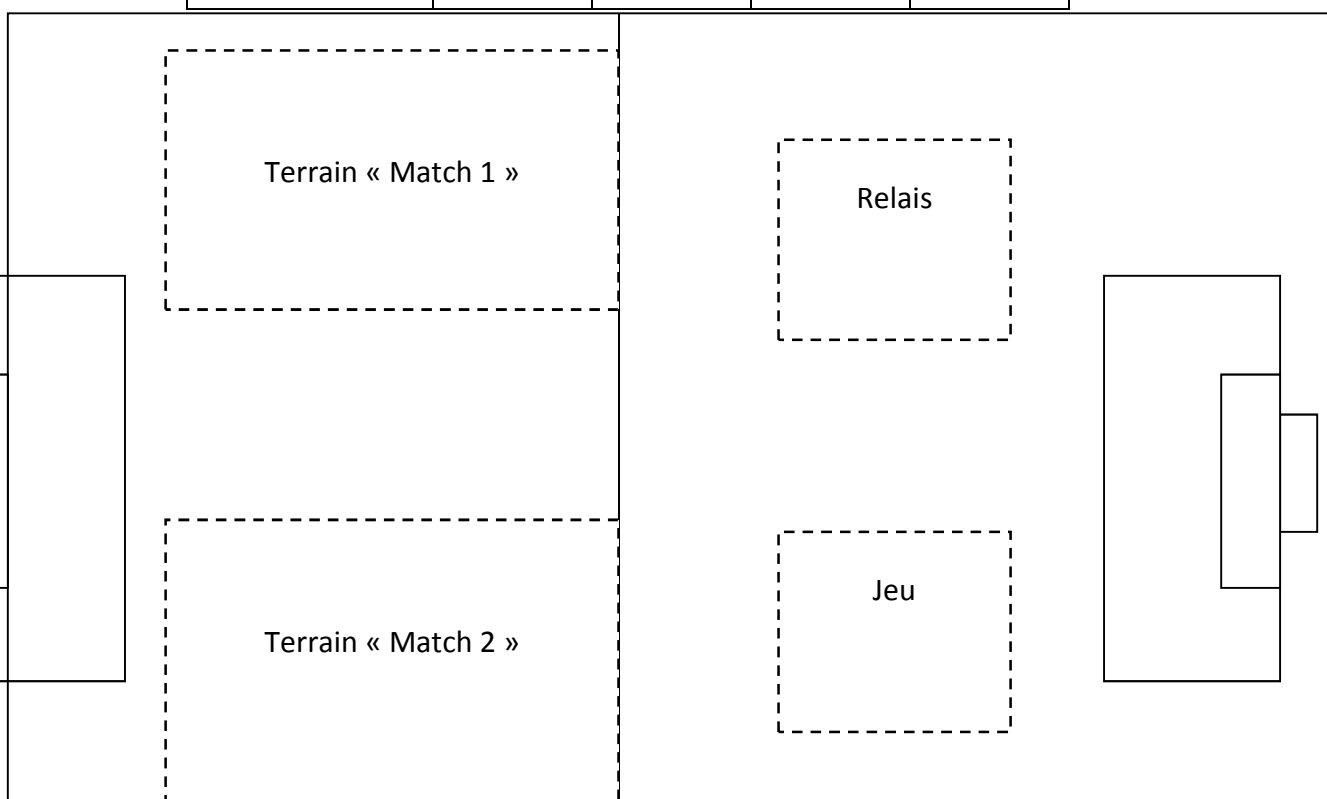 Terrain « Match 1 »
Relais
Jeu
Terrain « Match 2 »